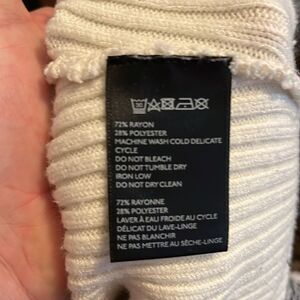 72% RAYON
28% POLYESTER
MACHINE WASH COLD DELICATE
CYCLE
DO NOT BLEACH
DO NOT TUMBLE DRY
IRON LOW
DO NOT DRY CLEAN
72% RAYONNE
28% POLYESTER
LAVER À EAU FROIDE AU CYCLE
DÉLICAT DU LAVE-LINGE
NE PAS BLANCHIR
NE PAS METTRE AU SÈCHE-LINGE